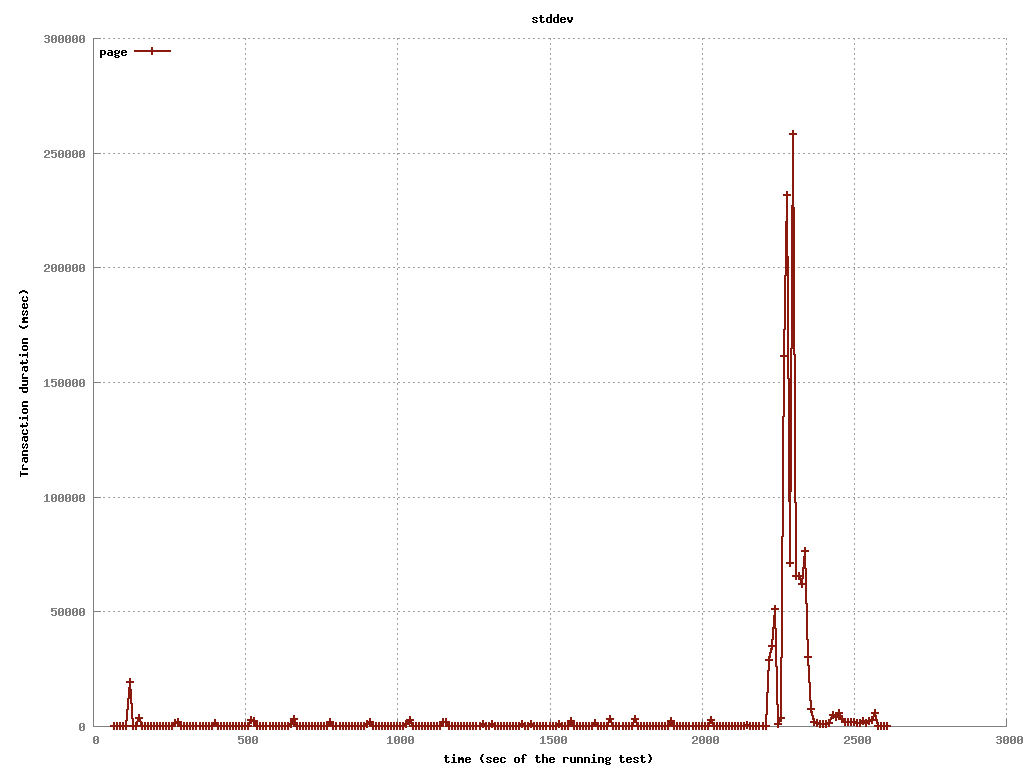 stddev
300000
page
250000
200000
150000
100000
50000
0
0 500 1000 1500 2000 2500 3000
Transaction duration (msec)
time (sec of the running test)